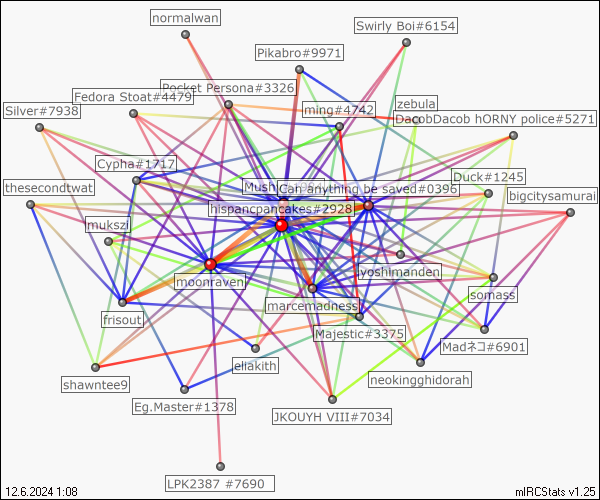 normalwan
Swirly Boi#6154
Pikabro#9971
Pocket Persona#3326
Fedora Stoat#4479
zebula
Silver#7938
ming#4742
DacobDacob hORNY police#5271
Cypha#1717
Duck#1245
thesecondtwat
Can anything be saved#0396
bigcitysamurai
hispancpancakes#2928
mukszi
yoshimanden
moonraven
somass
marcemadness
frisout
Majestic#3375
Madネコ#6901
eliakith
neokingghidorah
shawntee9
Eg.Master#1378
JKOUYH VIII#7034
LPK2387 #7690
12.6.2024 1:08
mIRCStats v1.25